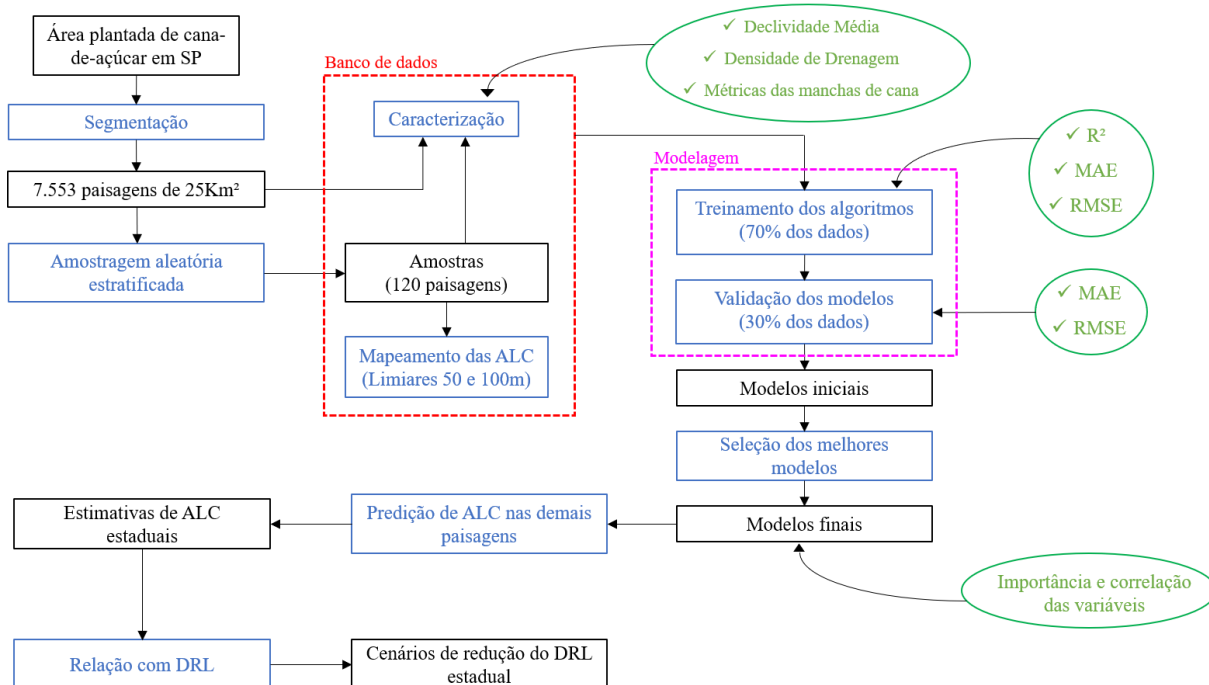 Área plantada de cana-
de-açúcar em SP
Segmentação
7.553 paisagens de 25Km²
Amostragem aleatória
estratificada
Banco de dados
Caracterização
Amostras
(120 paisagens)
Mapeamento das ALC
(Limiares 50 e 100m)
✓ Declividade Média
✓ Densidade de Drenagem
✓ Métricas das manchas de cana
Modelagem
Treinamento dos algoritmos
(70% dos dados)
Validação dos modelos
(30% dos dados)
✓ R²
✓ MAE
✓ RMSE
✓ MAE
✓ RMSE
Modelos iniciais
Seleção dos melhores
modelos
Modelos finais
Importância e correlação
das variáveis
Predição de ALC nas demais
paisagens
Estimativas de ALC
estaduais
Relação com DRL
Cenários de redução do DRL
estadual